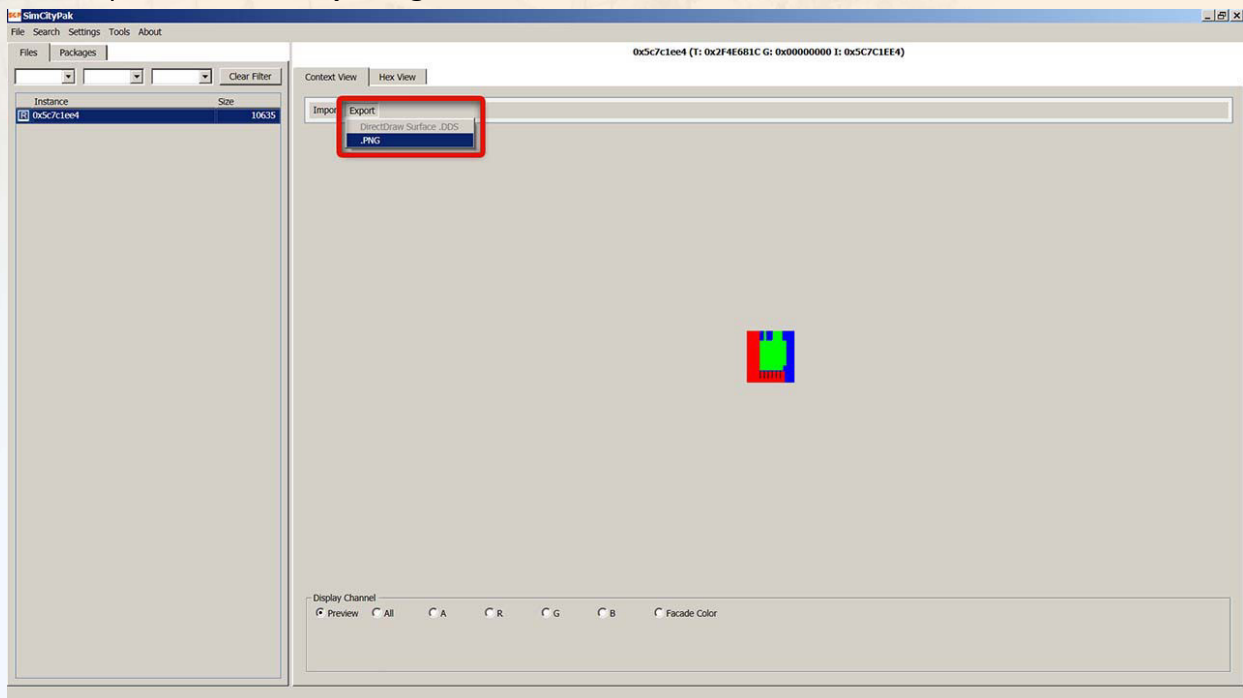 SimCityPak
File Search Settings Tools About
Files Packages
0x5c7c1ee4 (T: 0x2F4E6B1C G: 0x00000000 I: 0x5C7C1EE4)
Clear Filter
Context View Hex View
Instance Size
R 0x5c7c1ee4 10635
Impor Export
DirectDraw Surface .DDS
.PNG
Display Channel
Preview All A R G B Facade Color